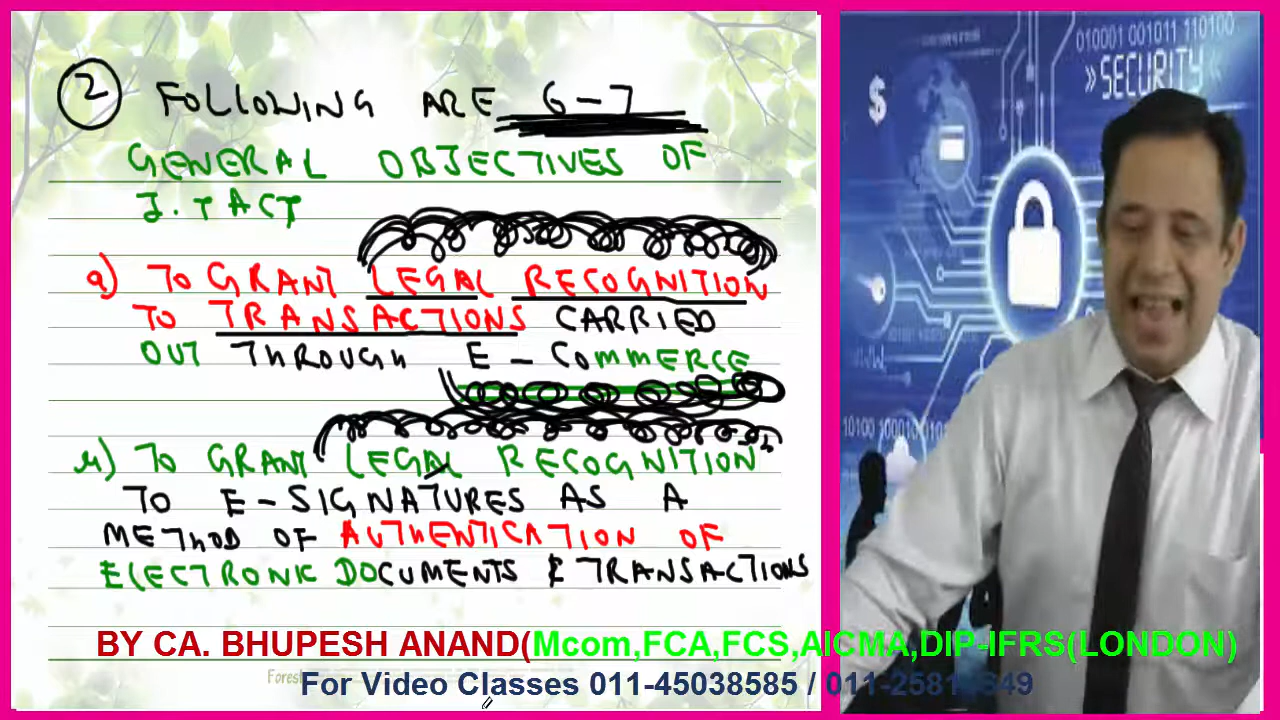 2 FOLLOWING ARE 6-7
GENERAL OBJECTIVES OF
I.T ACT
a) TO GRANT LEGAL RECOGNITION
TO TRANSACTIONS CARRIED
OUT THROUGH E-COMMERCE
TO GRANT LEGAL RECOGNITION
TO E-SIGNATURES AS A
METHOD OF AUTHENTICATION OF
ELECTRONIC DOCUMENTS & TRANSACTIONS
BY CA. BHUPESH ANAND(Mcom,FCA,FCS,AICMA,DIP-IFRS(LONDON)
For Video Classes 011-45038585 /
010001 001011 110100
»SECURITY«
$